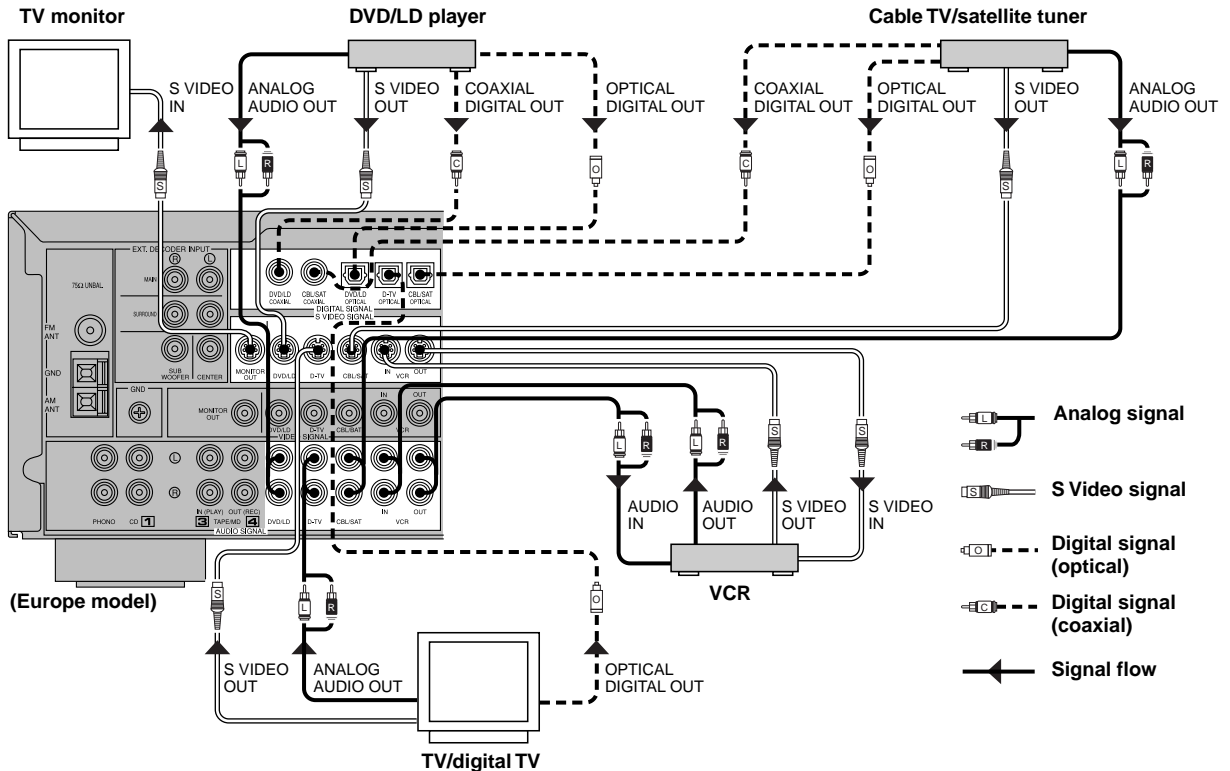 TV monitor
DVD/LD player
Cable TV/satellite tuner
S VIDEO
IN
ANALOG
AUDIO OUT
S VIDEO
OUT
COAXIAL
DIGITAL OUT
OPTICAL
DIGITAL OUT
COAXIAL
DIGITAL OUT
OPTICAL
DIGITAL OUT
S VIDEO
OUT
ANALOG
AUDIO OUT
S
L
R
S
C
O
C
O
S
L
R
EXT. DECODER INPUT
R
L
MAIN
SURROUND
SUB
WOOFER
CENTER
75Ω UNBAL.
FM
ANT
GND
AM
ANT
GND
DVD/LD
COAXIAL
CBL/SAT
COAXIAL
DVD/LD
OPTICAL
D-TV
OPTICAL
CBL/SAT
OPTICAL
DIGITAL SIGNAL
S VIDEO SIGNAL
MONITOR
OUT
DVD/LD
D-TV
CBL/SAT
IN
OUT
VCR
MONITOR
OUT
IN
OUT
DVD/LD
D-TV
CBL/SAT
VCR
VIDEO SIGNAL
L
R
PHONO
CD 1
IN (PLAY)
OUT (REC)
3 TAPE/MD 4
DVD/LD
D-TV
CBL/SAT
IN
OUT
VCR
AUDIO SIGNAL
L
R
L
R
S
S
AUDIO
IN
AUDIO
OUT
S VIDEO
OUT
S VIDEO
IN
VCR
(Europe model)
S
L
R
O
S VIDEO
OUT
ANALOG
AUDIO OUT
OPTICAL
DIGITAL OUT
TV/digital TV
L
R
Analog signal
S
S Video signal
O
Digital signal
(optical)
C
Digital signal
(coaxial)
Signal flow